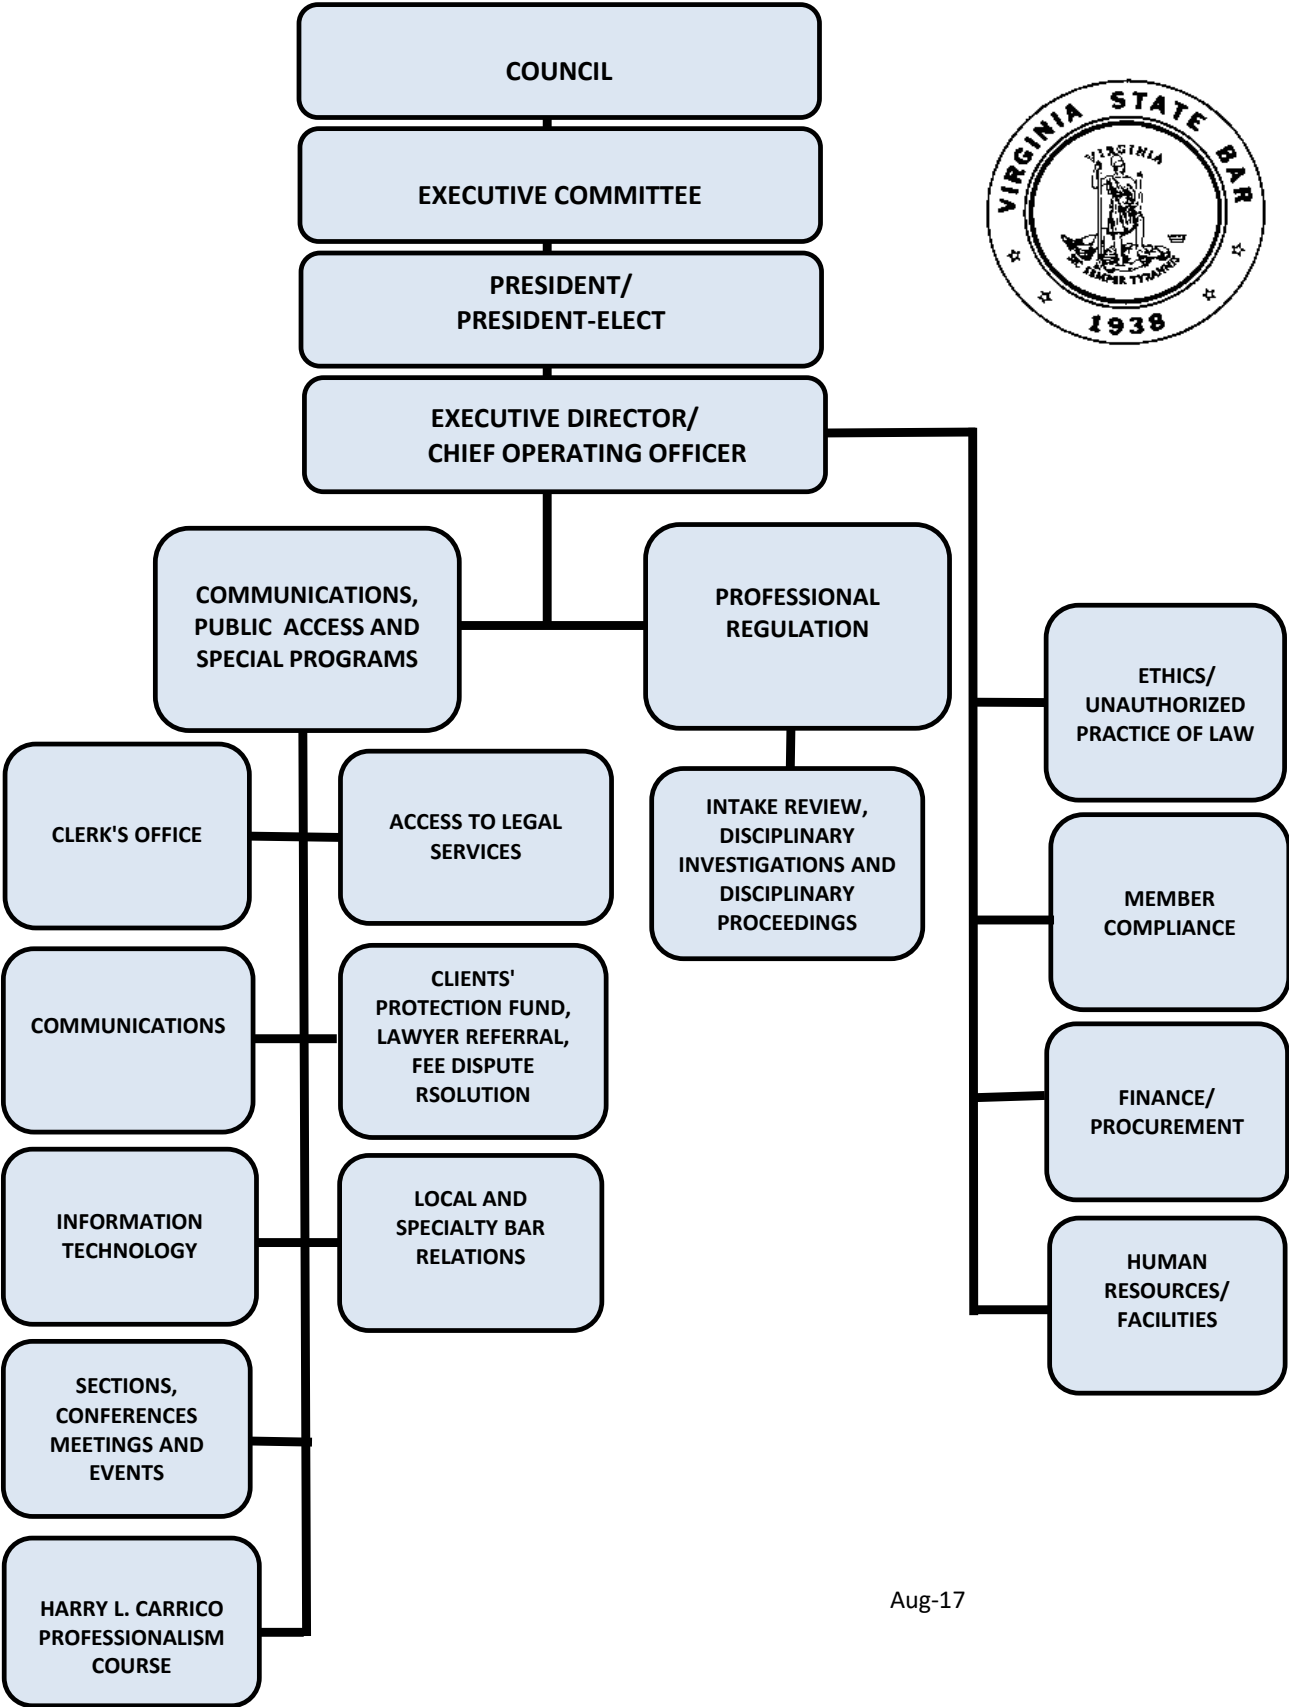 COUNCIL
EXECUTIVE COMMITTEE
PRESIDENT/
PRESIDENT-ELECT
EXECUTIVE DIRECTOR/
CHIEF OPERATING OFFICER
VIRGINIA STATE BAR
VIRGINIA
SIC SEMPER TYRANNIS
1938
COMMUNICATIONS,
PUBLIC ACCESS AND
SPECIAL PROGRAMS
PROFESSIONAL
REGULATION
CLERK'S OFFICE
ACCESS TO LEGAL
SERVICES
COMMUNICATIONS
CLIENTS'
PROTECTION FUND,
LAWYER REFERRAL,
FEE DISPUTE
RSOLUTION
INFORMATION
TECHNOLOGY
LOCAL AND
SPECIALTY BAR
RELATIONS
SECTIONS,
CONFERENCES
MEETINGS AND
EVENTS
HARRY L. CARRICO
PROFESSIONALISM
COURSE
INTAKE REVIEW,
DISCIPLINARY
INVESTIGATIONS AND
DISCIPLINARY
PROCEEDINGS
ETHICS/
UNAUTHORIZED
PRACTICE OF LAW
MEMBER
COMPLIANCE
FINANCE/
PROCUREMENT
HUMAN
RESOURCES/
FACILITIES
Aug-17